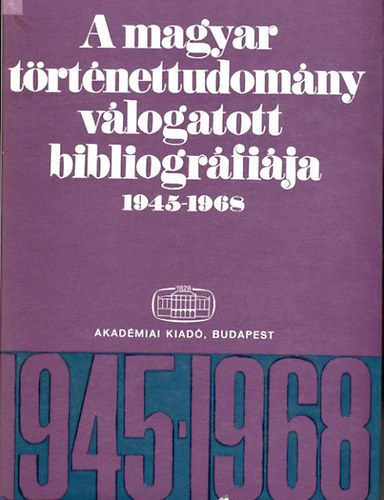 A magyar
történettudomány
válogatott
bibliográfiája
1945-1968
1828
AKADÉMIAI KIADÓ, BUDAPEST
1945-1968